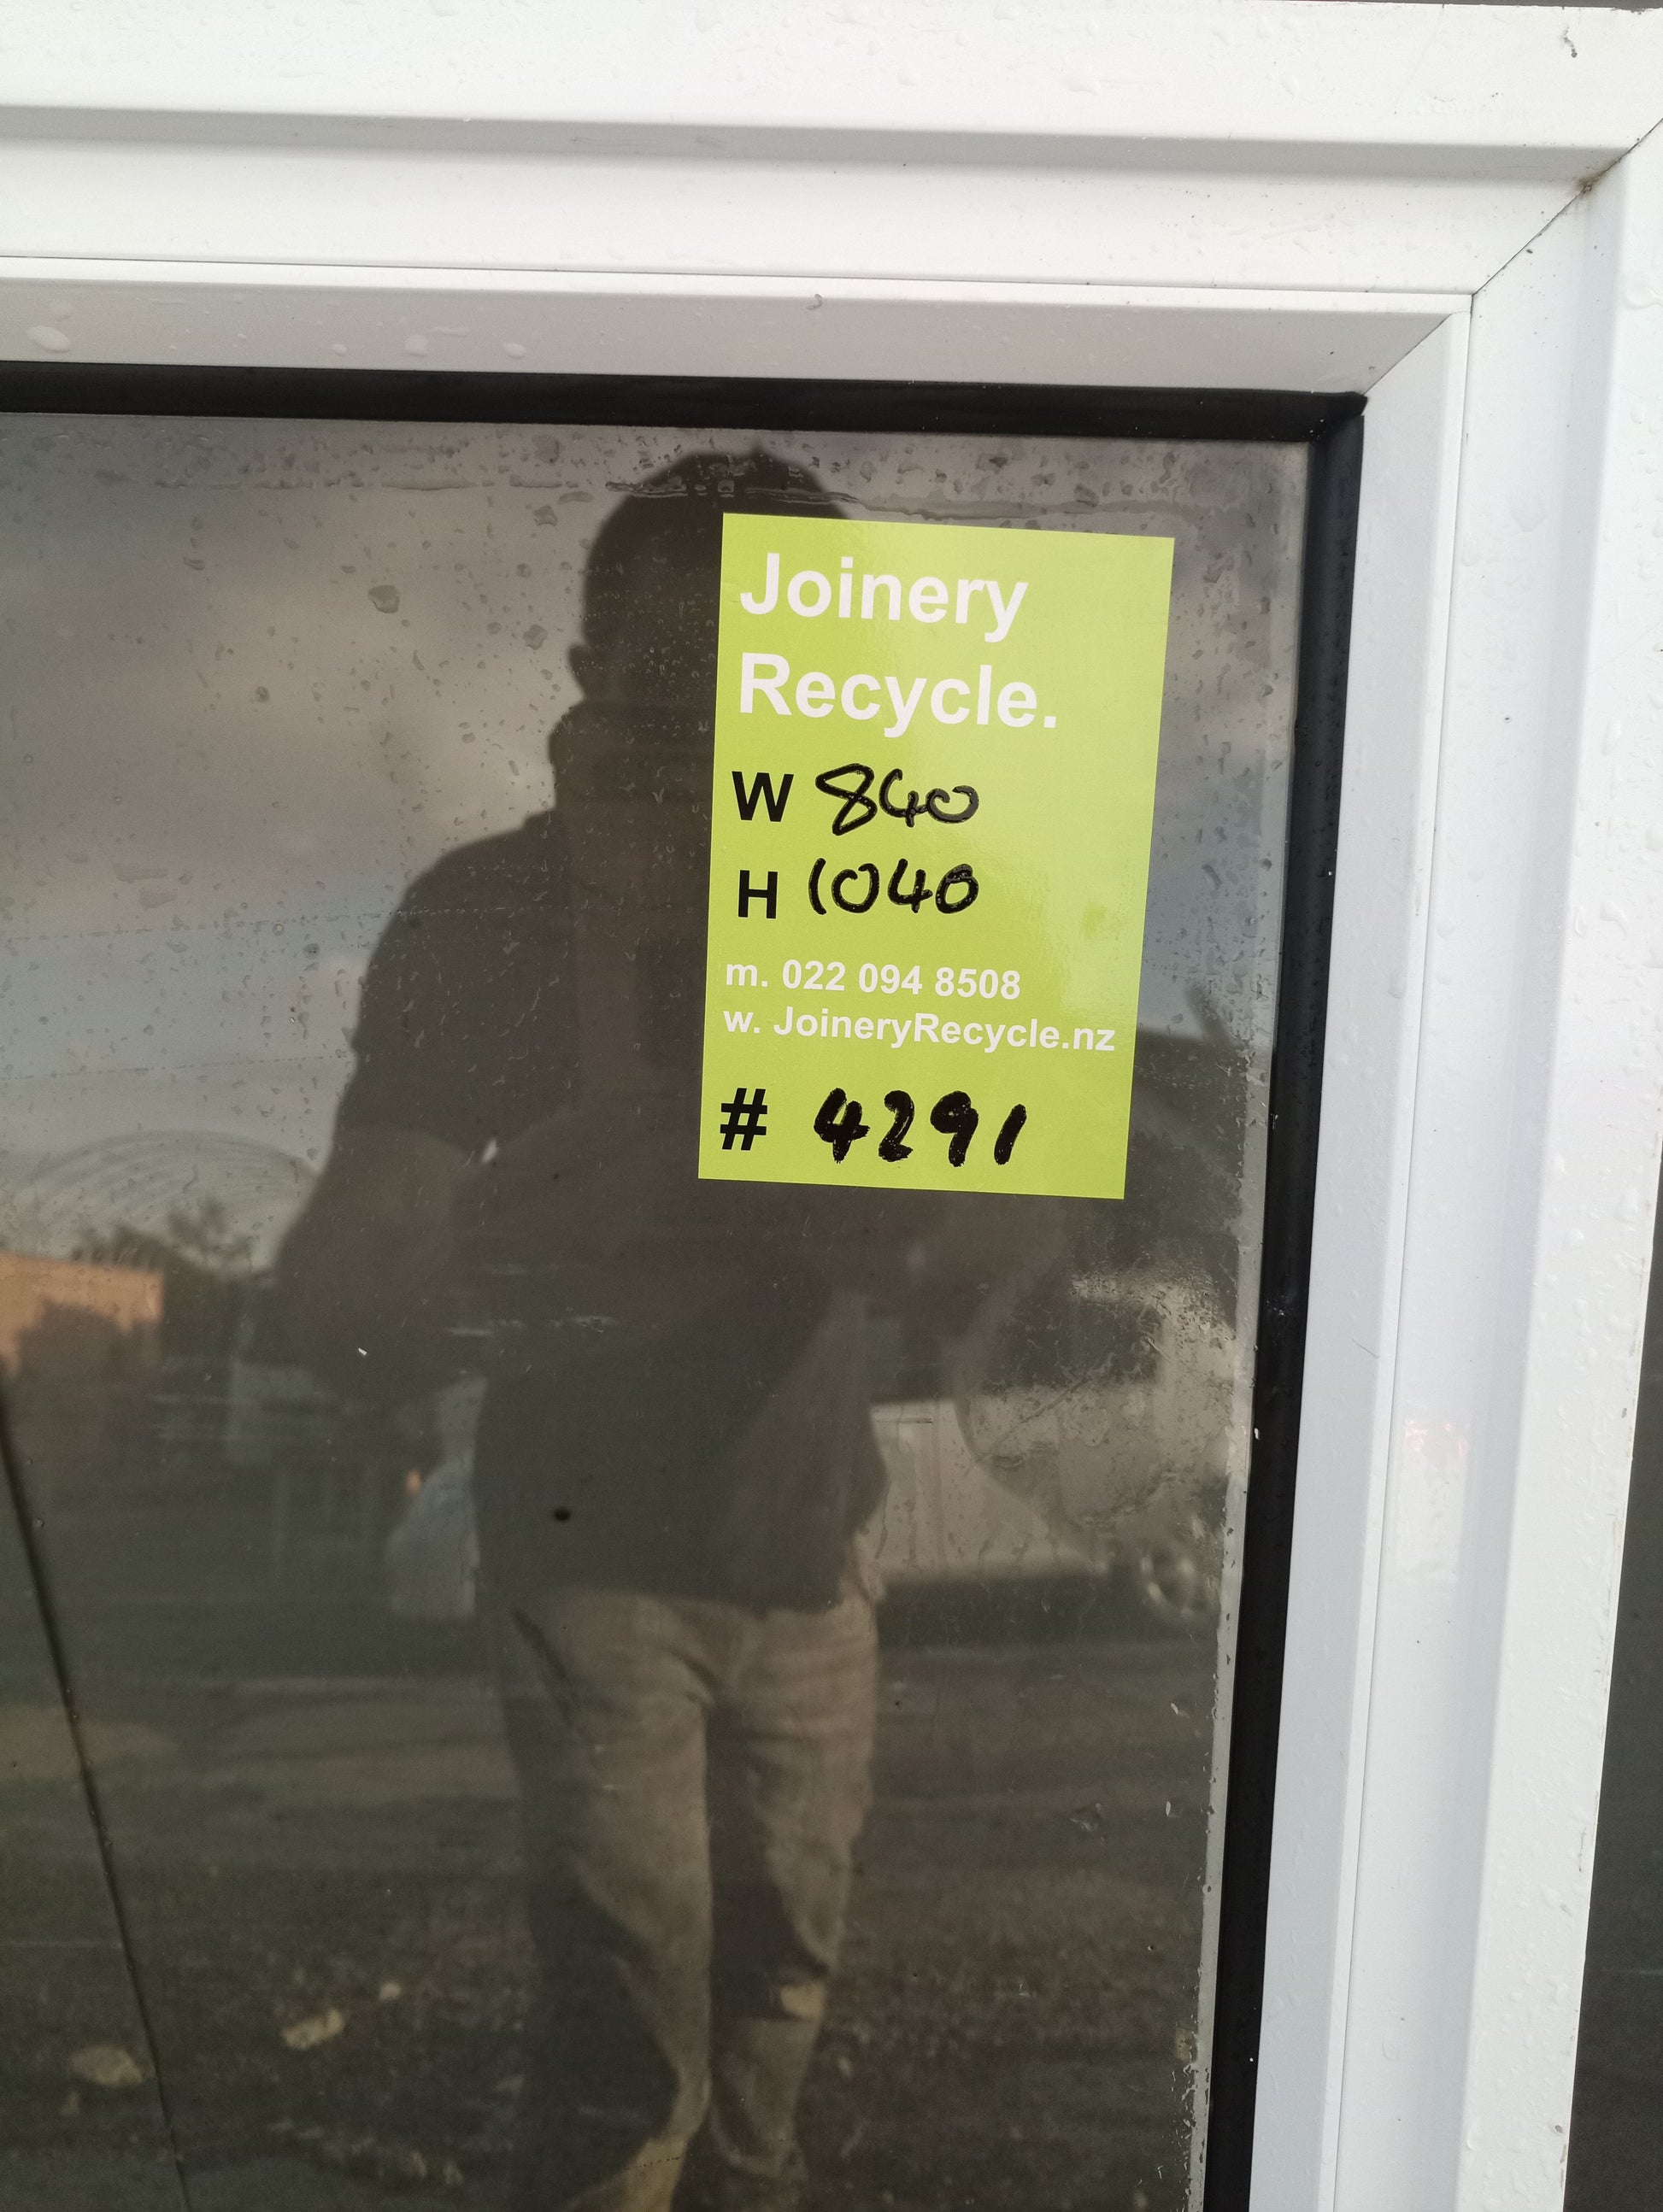 Joinery
Recycle.
W 840
H 1040
m. 022 094 8508
w. JoineryRecycle.nz
# 4291